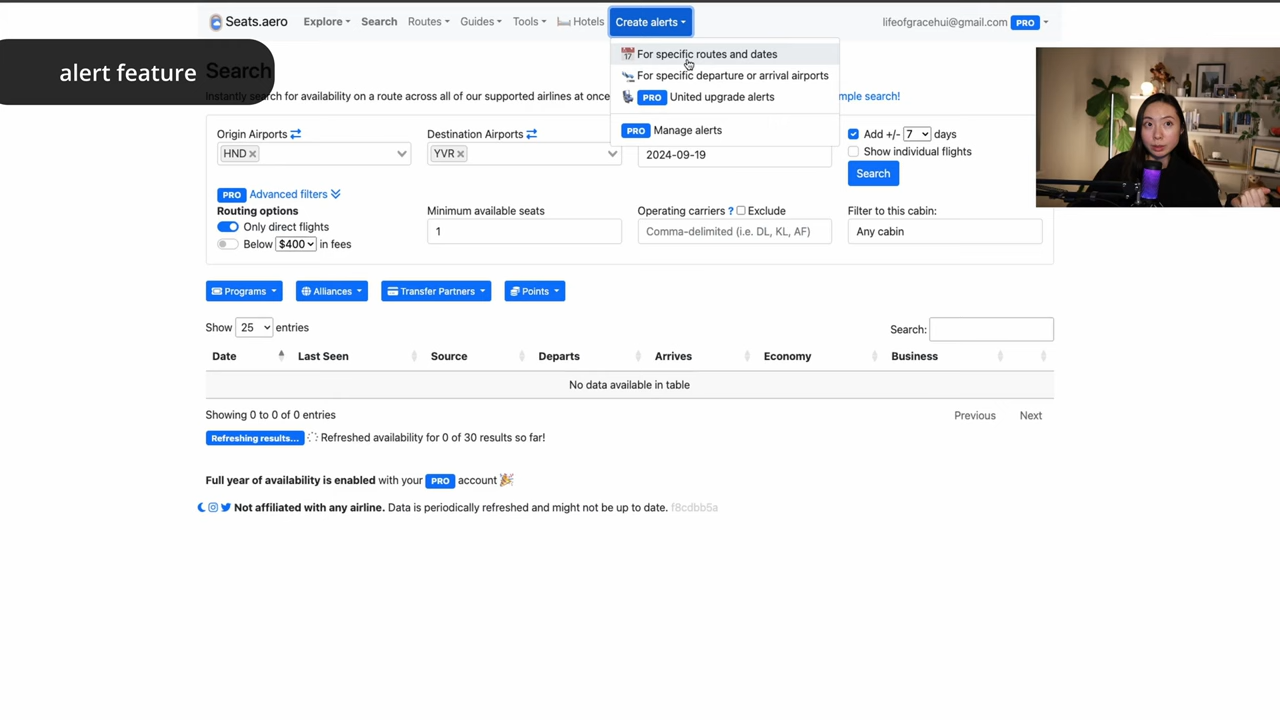 Seats.aero Explore Search Routes Guides Tools Hotels Create alerts lifeofgracehui@gmail.com PRO
For specific routes and dates
For specific departure or arrival airports
PRO United upgrade alerts
PRO Manage alerts
alert feature
Search
Instantly search for availability on a route across all of our supported airlines at once mple search!
Origin Airports Destination Airports Add +/- 7 days
HND YVR 2024-09-19 Show individual flights
Search
PRO Advanced filters
Routing options Minimum available seats Operating carriers ? Exclude Filter to this cabin:
Only direct flights 1 Comma-delimited (i.e. DL, KL, AF) Any cabin
Below $400 in fees
Programs Alliances Transfer Partners Points
Show 25 entries Search:
Date Last Seen Source Departs Arrives Economy Business
No data available in table
Showing 0 to 0 of 0 entries Previous Next
Refreshing results... Refreshed availability for 0 of 30 results so far!
Full year of availability is enabled with your PRO account
Not affiliated with any airline. Data is periodically refreshed and might not be up to date. f8cdbb5a